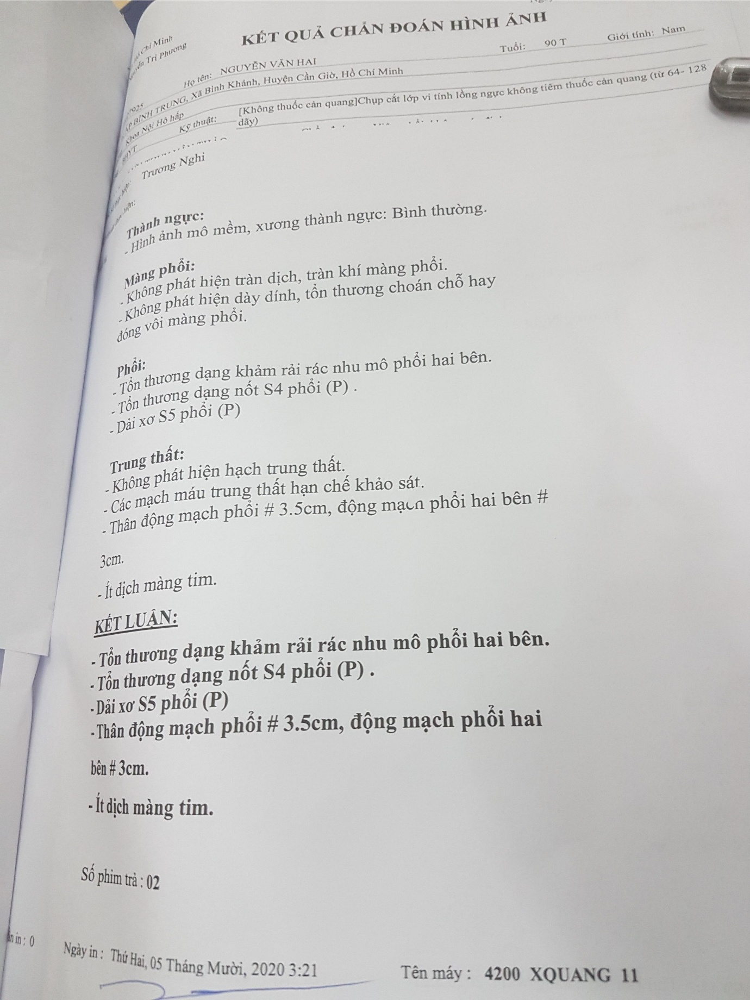 KẾT QUẢ CHẨN ĐOÁN HÌNH ẢNH
Chí Minh
Tri Phương
Họ tên: NGUYỄN VĂN HAI Tuổi: 90 T Giới tính: Nam
BÌNH TRUNG, Xã Bình Khánh, Huyện Cần Giờ, Hồ Chí Minh
Khoa Nội Hô hấp
BHYT
Kỹ thuật: [Không thuốc cản quang]Chụp cắt lớp vi tính lồng ngực không tiêm thuốc cản quang (từ 64- 128
dãy)
Trương Nghi
Thành ngực:
- Hình ảnh mô mềm, xương thành ngực: Bình thường.
Màng phổi:
- Không phát hiện tràn dịch, tràn khí màng phổi.
- Không phát hiện dày dính, tổn thương choán chỗ hay
đóng vôi màng phổi.
Phổi:
- Tổn thương dạng khảm rải rác nhu mô phổi hai bên.
- Tổn thương dạng nốt S4 phổi (P) .
- Dải xơ S5 phổi (P)
Trung thất:
- Không phát hiện hạch trung thất.
- Các mạch máu trung thất hạn chế khảo sát.
- Thân động mạch phổi # 3.5cm, động mạch phổi hai bên #
3cm.
- Ít dịch màng tim.
KẾT LUẬN:
- Tổn thương dạng khảm rải rác nhu mô phổi hai bên.
- Tổn thương dạng nốt S4 phổi (P) .
- Dải xơ S5 phổi (P)
- Thân động mạch phổi # 3.5cm, động mạch phổi hai
bên # 3cm.
- Ít dịch màng tim.
Số phim trả : 02
in : 0 Ngày in : Thứ Hai, 05 Tháng Mười, 2020 3:21 Tên máy : 4200 XQUANG 11